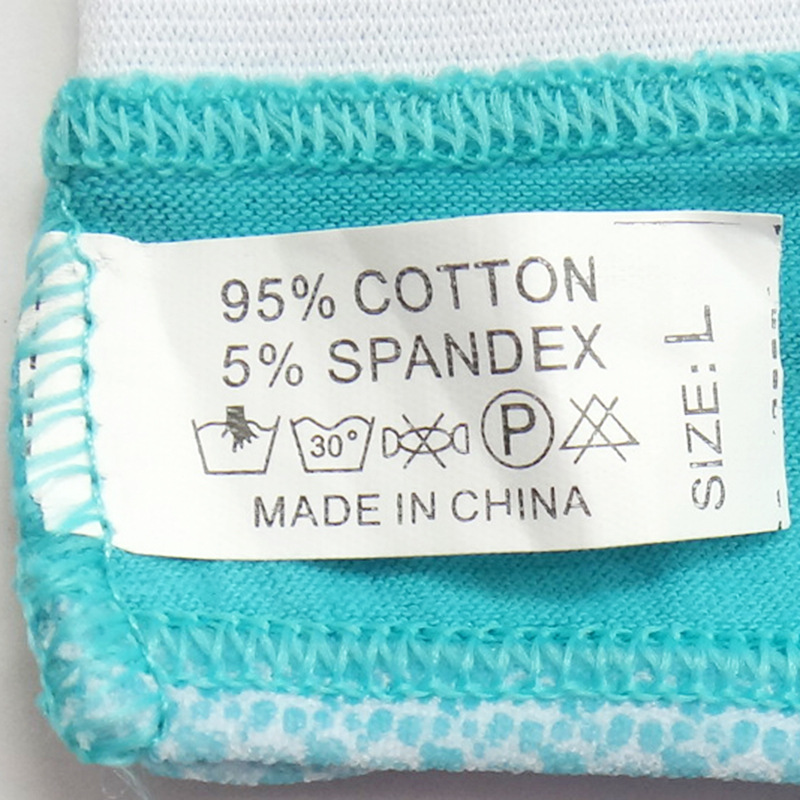 95% COTTON
5% SPANDEX
30°
P
MADE IN CHINA
SIZE: L